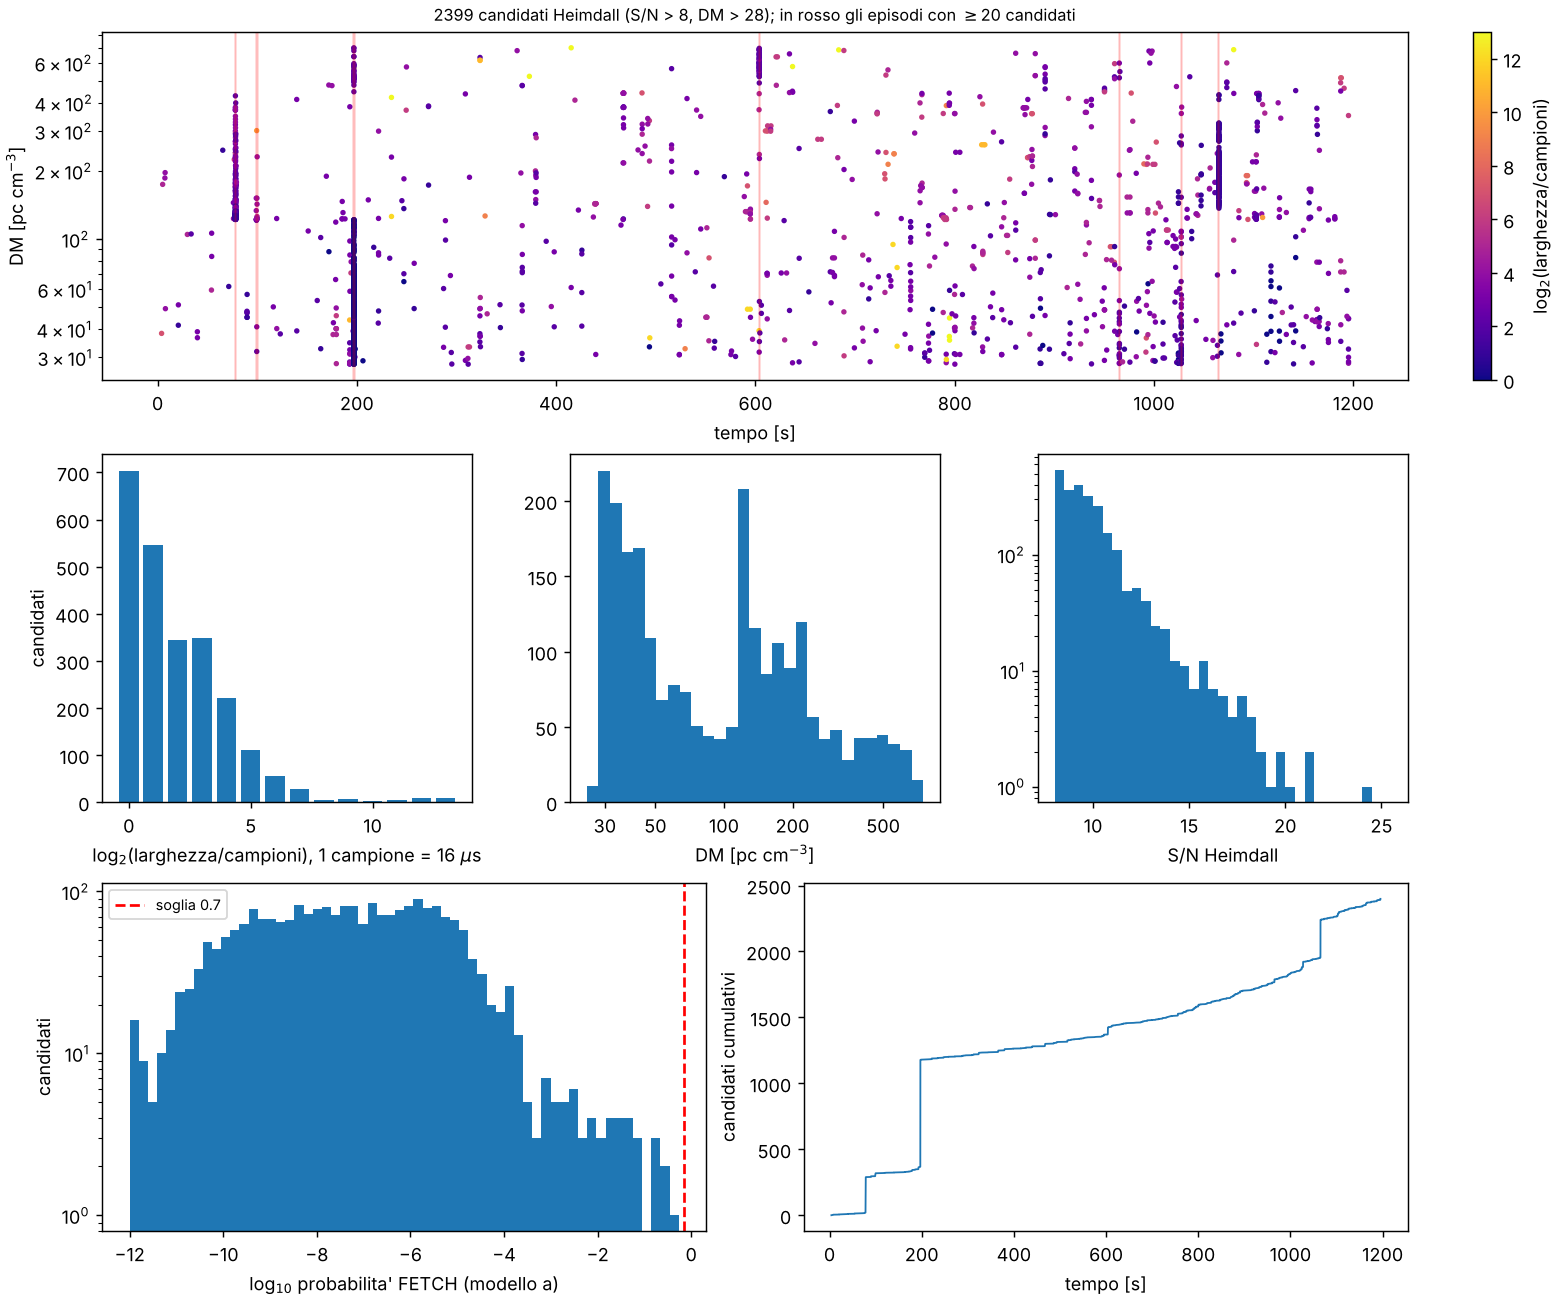 2399 candidati Heimdall (S/N > 8, DM > 28); in rosso gli episodi con ≥ 20 candidati
DM [pc cm⁻³]
6 × 10²
4 × 10²
3 × 10²
2 × 10²
10²
6 × 10¹
4 × 10¹
3 × 10¹
0 200 400 600 800 1000 1200
tempo [s]
12
10
8
6
4
2
0
log₂(larghezza/campioni)
candidati
700
600
500
400
300
200
100
0
0 5 10
log₂(larghezza/campioni), 1 campione = 16 μs
200
150
100
50
0
30 50 100 200 500
DM [pc cm⁻³]
10²
10¹
10⁰
10 15 20 25
S/N Heimdall
candidati
10²
10¹
10⁰
soglia 0.7
−12 −10 −8 −6 −4 −2 0
log₁₀ probabilita' FETCH (modello a)
candidati cumulativi
2500
2000
1500
1000
500
0
0 200 400 600 800 1000 1200
tempo [s]